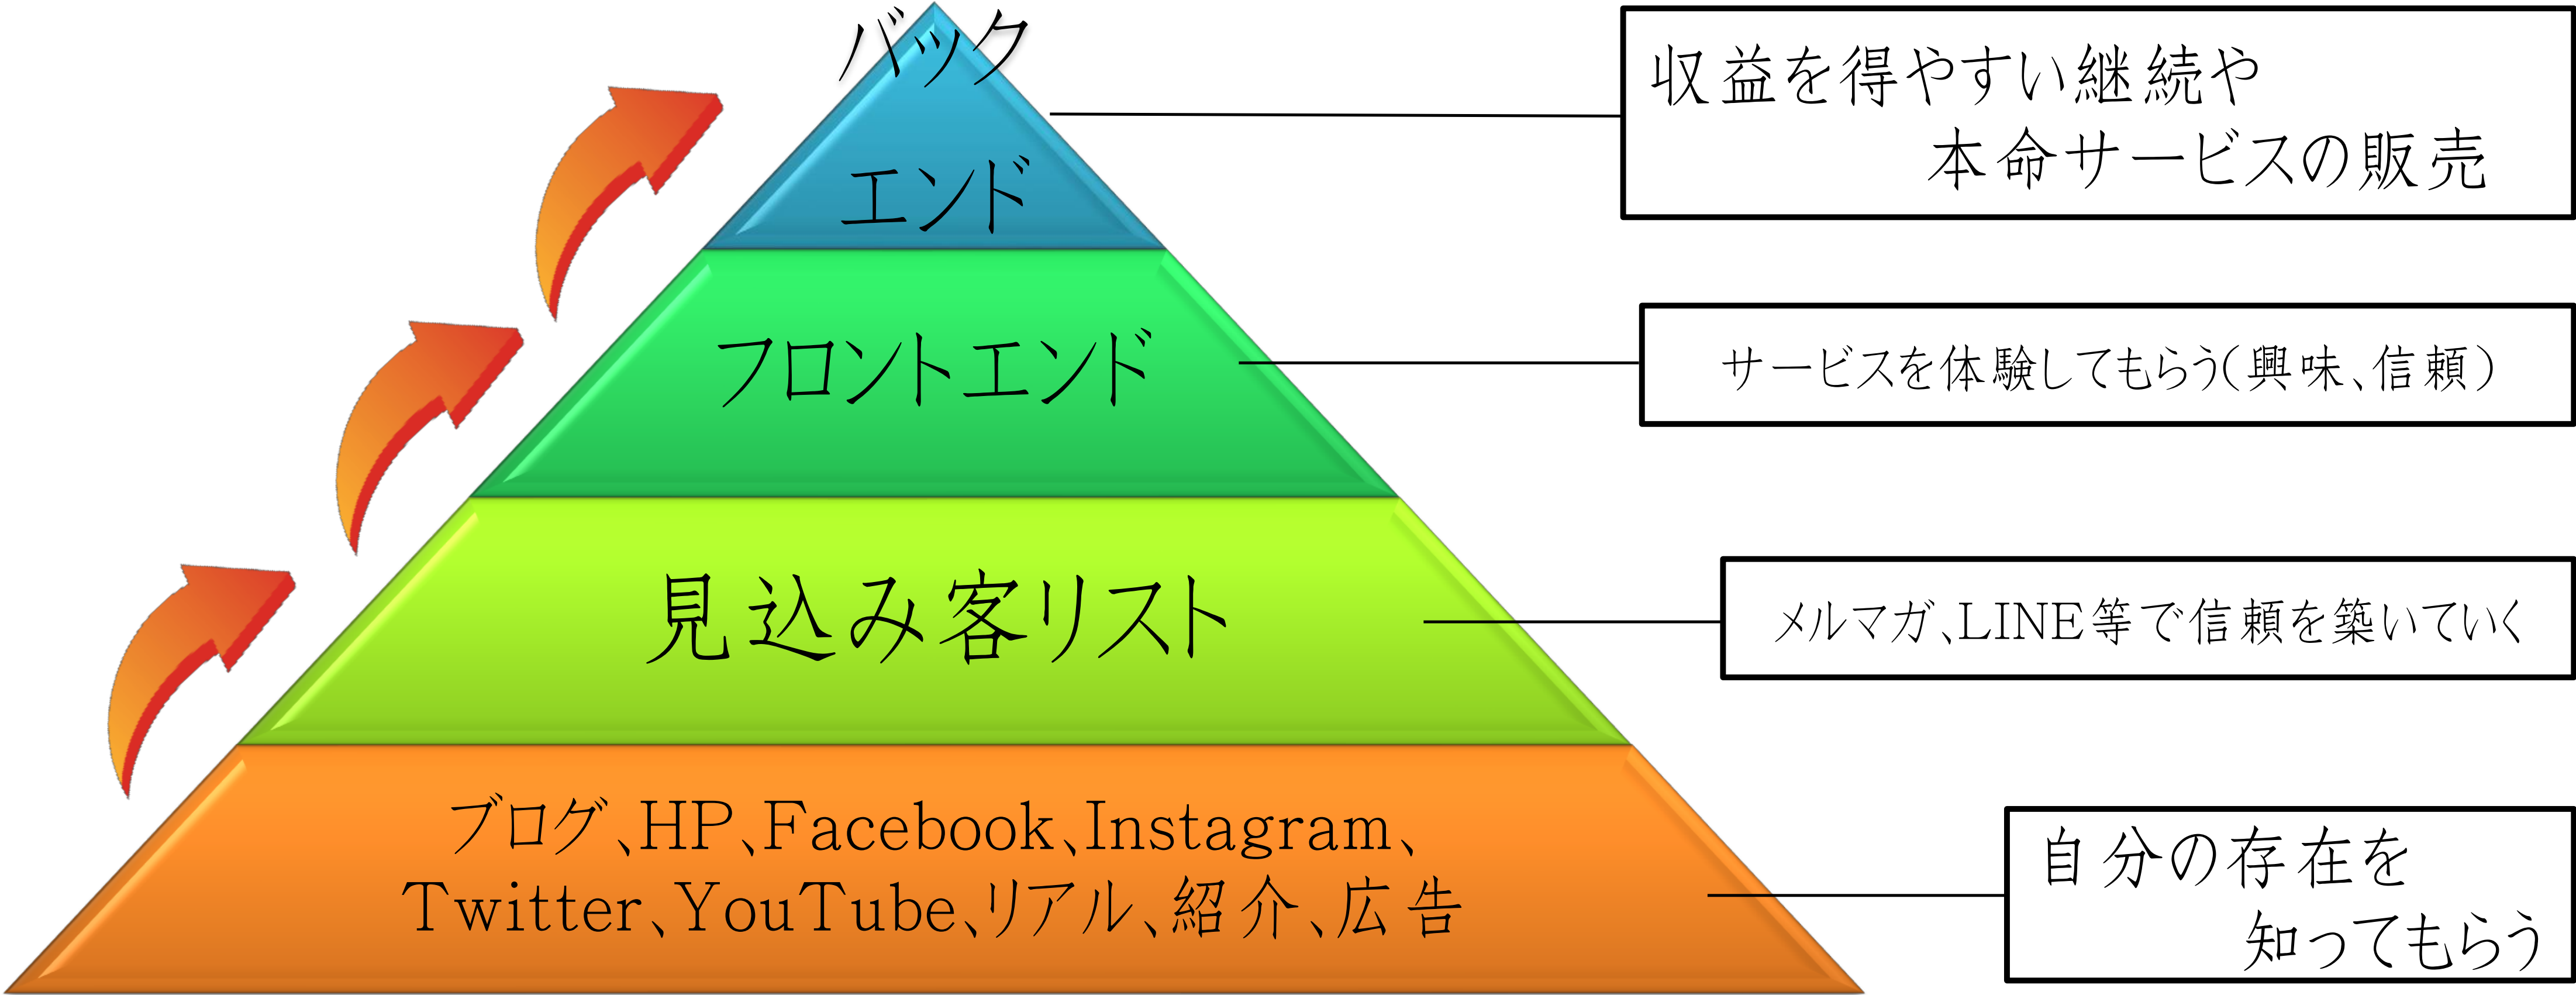 バック
エンド
収益を得やすい継続や
本命サービスの販売
フロントエンド
サービスを体験してもらう（興味、信頼）
見込み客リスト
メルマガ、LINE等で信頼を築いていく
ブログ、HP、Facebook、Instagram、
Twitter、YouTube、リアル、紹介、広告
自分の存在を
知ってもらう